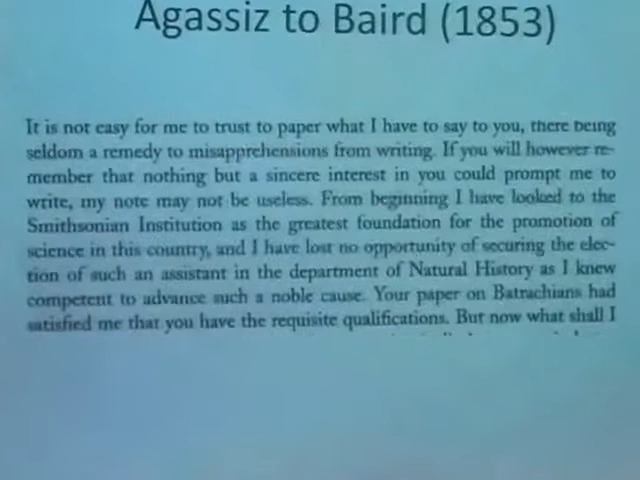 Agassiz to Baird (1853)
It is not easy for me to trust to paper what I have to say to you, there being
seldom a remedy to misapprehensions from writing. If you will however re-
member that nothing but a sincere interest in you could prompt me to
write, my note may not be useless. From beginning I have looked to the
Smithsonian Institution as the greatest foundation for the promotion of
science in this country, and I have lost no opportunity of securing the elec-
tion of such an assistant in the department of Natural History as I knew
competent to advance such a noble cause. Your paper on Batrachians had
satisfied me that you have the requisite qualifications. But now what shall I